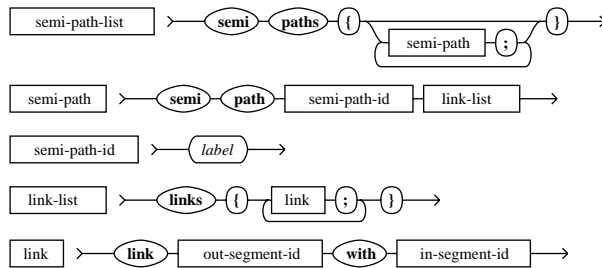 semi-path-list semi paths { semi-path ; }
semi-path semi path semi-path-id link-list
semi-path-id label
link-list links { link ; }
link link out-segment-id with in-segment-id